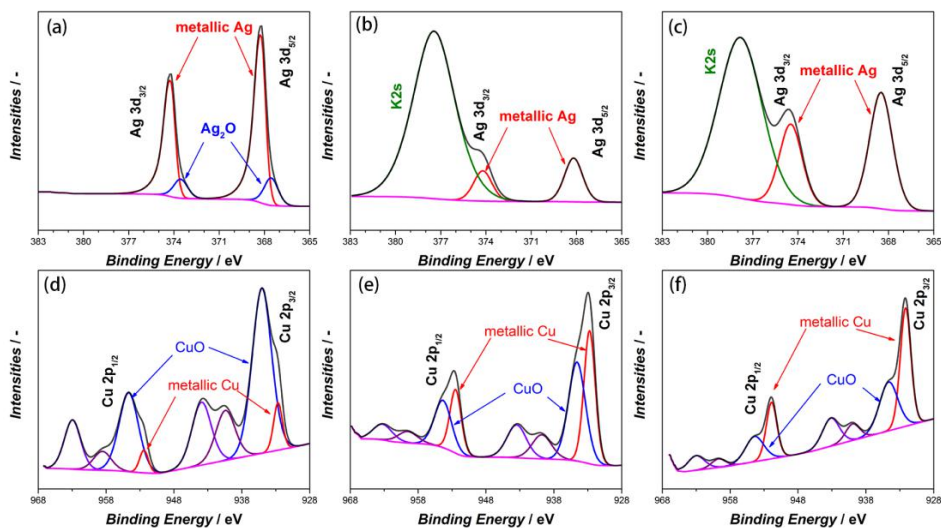 (a)
metallic Ag
Ag 3d3/2
Ag 3d5/2
Ag2O
Intensities / -
383 380 377 374 371 368 365
Binding Energy / eV
(b)
K2s
Ag 3d3/2
metallic Ag
Ag 3d5/2
Intensities / -
383 380 377 374 371 368 365
Binding Energy / eV
(c)
K2s
Ag 3d3/2
metallic Ag
Ag 3d5/2
Intensities / -
383 380 377 374 371 368 365
Binding Energy / eV
(d)
CuO
Cu 2p1/2
Cu 2p3/2
metallic Cu
Intensities / -
968 958 948 938 928
Binding Energy / eV
(e)
metallic Cu
Cu 2p1/2
Cu 2p3/2
CuO
Intensities / -
968 958 948 938 928
Binding Energy / eV
(f)
metallic Cu
Cu 2p1/2
Cu 2p3/2
CuO
Intensities / -
968 958 948 938 928
Binding Energy / eV